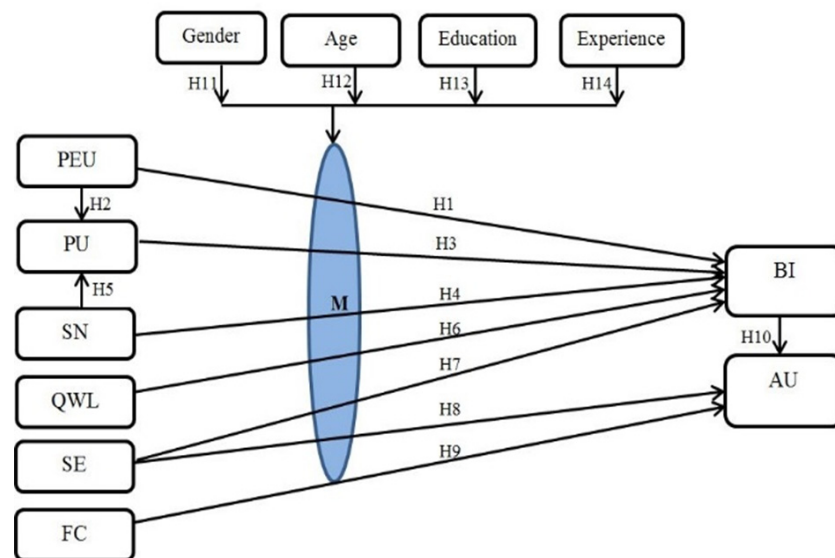 Gender
Age
Education
Experience
H11
H12
H13
H14
PEU
H2
H1
PU
H3
BI
H5
H4
M
SN
H6
H10
H7
QWL
AU
H8
SE
H9
FC